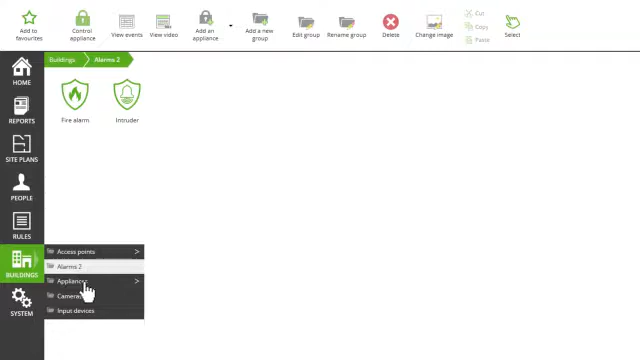 Add to favourites
Control appliance
View events
View video
Add an appliance
Add a new group
Edit group
Rename group
Delete
Change image
Cut
Copy
Paste
Select
Buildings
Alarms 2
HOME
REPORTS
SITE PLANS
PEOPLE
RULES
BUILDINGS
SYSTEM
Fire alarm
Intruder
Access points
Alarms 2
Appliances
Cameras
Input devices